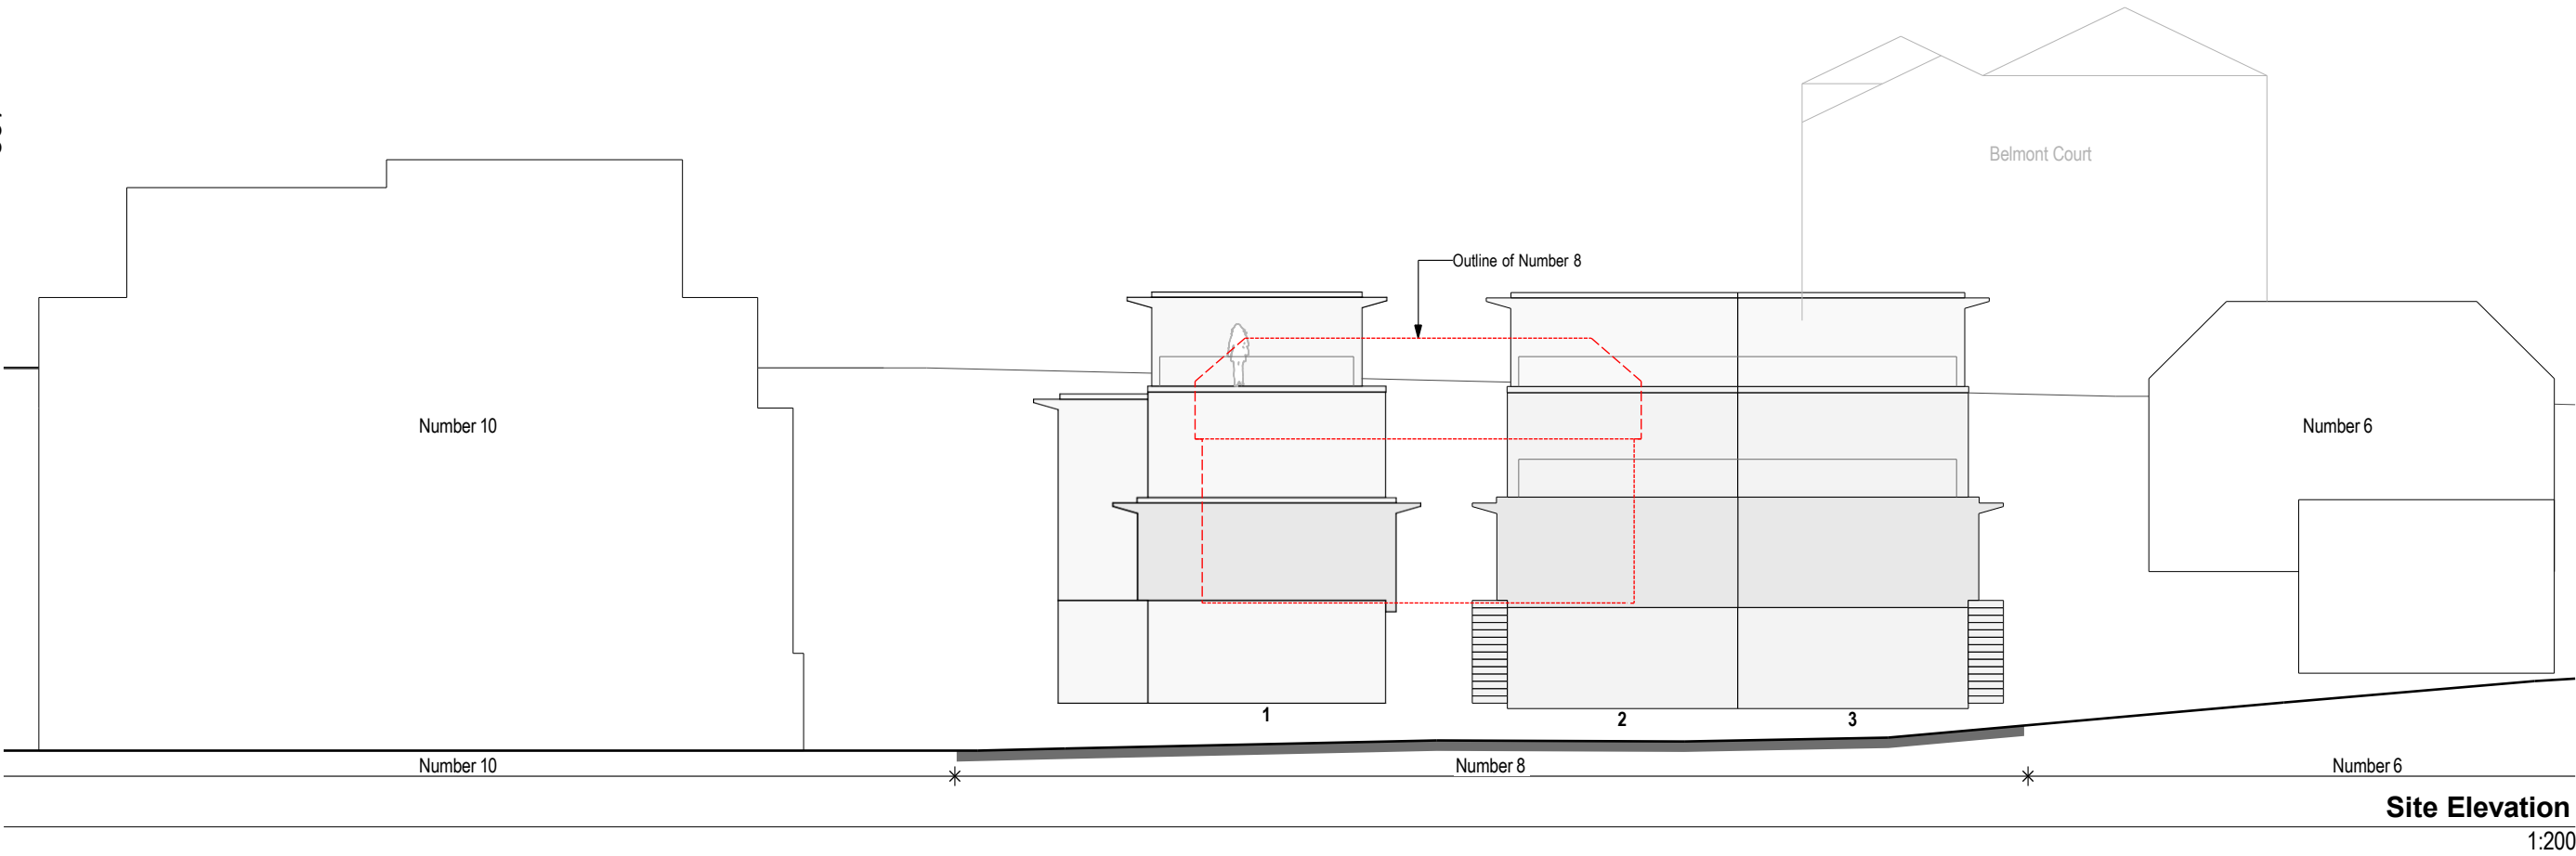 Belmont Court
Outline of Number 8
Number 10
Number 6
1
2
3
Number 10
Number 8
Number 6
Site Elevation
1:200